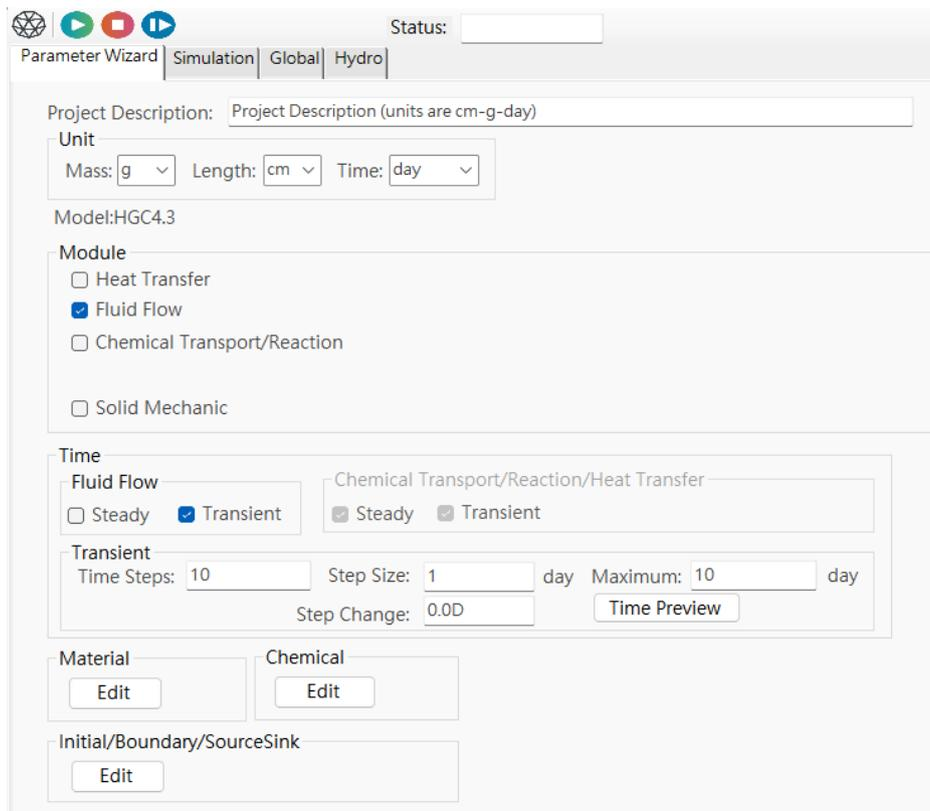 Status:
Parameter Wizard Simulation Global Hydro
Project Description: Project Description (units are cm-g-day)
Unit
Mass: g Length: cm Time: day
Model:HGC4.3
Module
Heat Transfer
Fluid Flow
Chemical Transport/Reaction
Solid Mechanic
Time
Fluid Flow
Steady Transient
Chemical Transport/Reaction/Heat Transfer
Steady Transient
Transient
Time Steps: 10 Step Size: 1 day Maximum: 10 day
Step Change: 0.0D Time Preview
Material
Edit
Chemical
Edit
Initial/Boundary/SourceSink
Edit